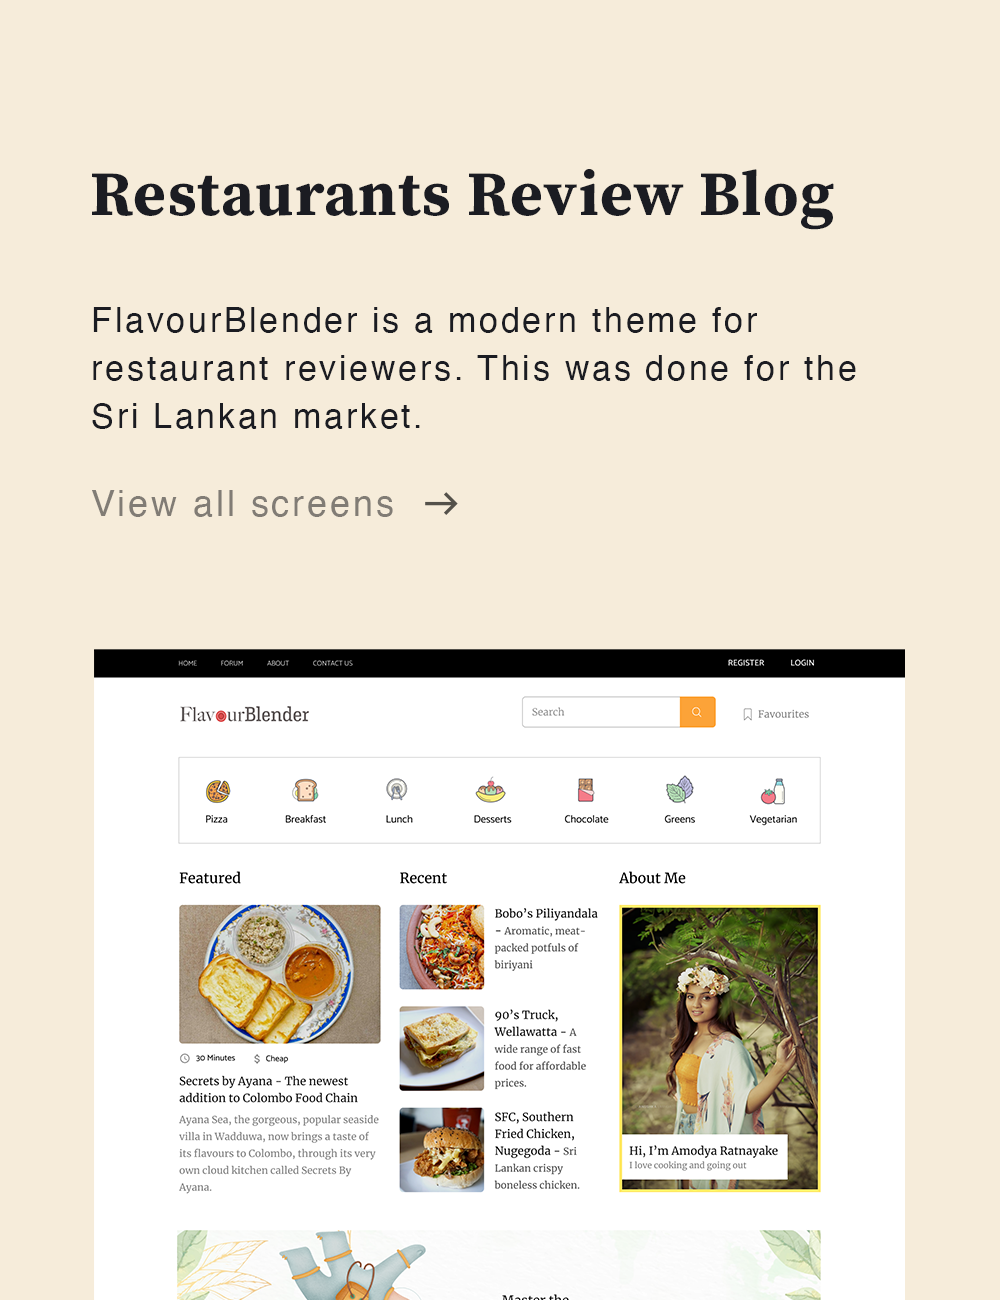 Restaurants Review Blog
FlavourBlender is a modern theme for
restaurant reviewers. This was done for the
Sri Lankan market.
View all screens →
HOME FORUM ABOUT CONTACT US REGISTER LOGIN
FlavourBlender Search Favourites
Pizza Breakfast Lunch Desserts Chocolate Greens Vegetarian
Featured
30 Minutes $ Cheap
Secrets by Ayana - The newest
addition to Colombo Food Chain
Ayana Sea, the gorgeous, popular seaside
villa in Wadduwa, now brings a taste of
its flavours to Colombo, through its very
own cloud kitchen called Secrets By
Ayana.
Recent
Bobo’s Piliyandala
- Aromatic, meat-
packed potfuls of
biriyani
90’s Truck,
Wellawatta - A
wide range of fast
food for affordable
prices.
SFC, Southern
Fried Chicken,
Nugegoda - Sri
Lankan crispy
boneless chicken.
About Me
Hi, I’m Amodya Ratnayake
I love cooking and going out
Master the